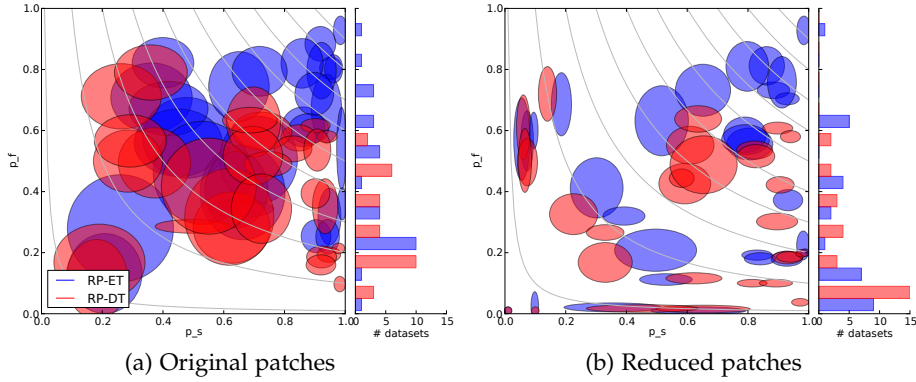 1.0
0.8
0.6
0.4
0.2
0.0
p_f
0.0 0.2 0.4 0.6 0.8 1.0
p_s
RP-ET
RP-DT
0 5 10 15
# datasets
1.0
0.8
0.6
0.4
0.2
0.0
p_f
0.0 0.2 0.4 0.6 0.8 1.0
p_s
0 5 10 15
# datasets
(a) Original patches
(b) Reduced patches